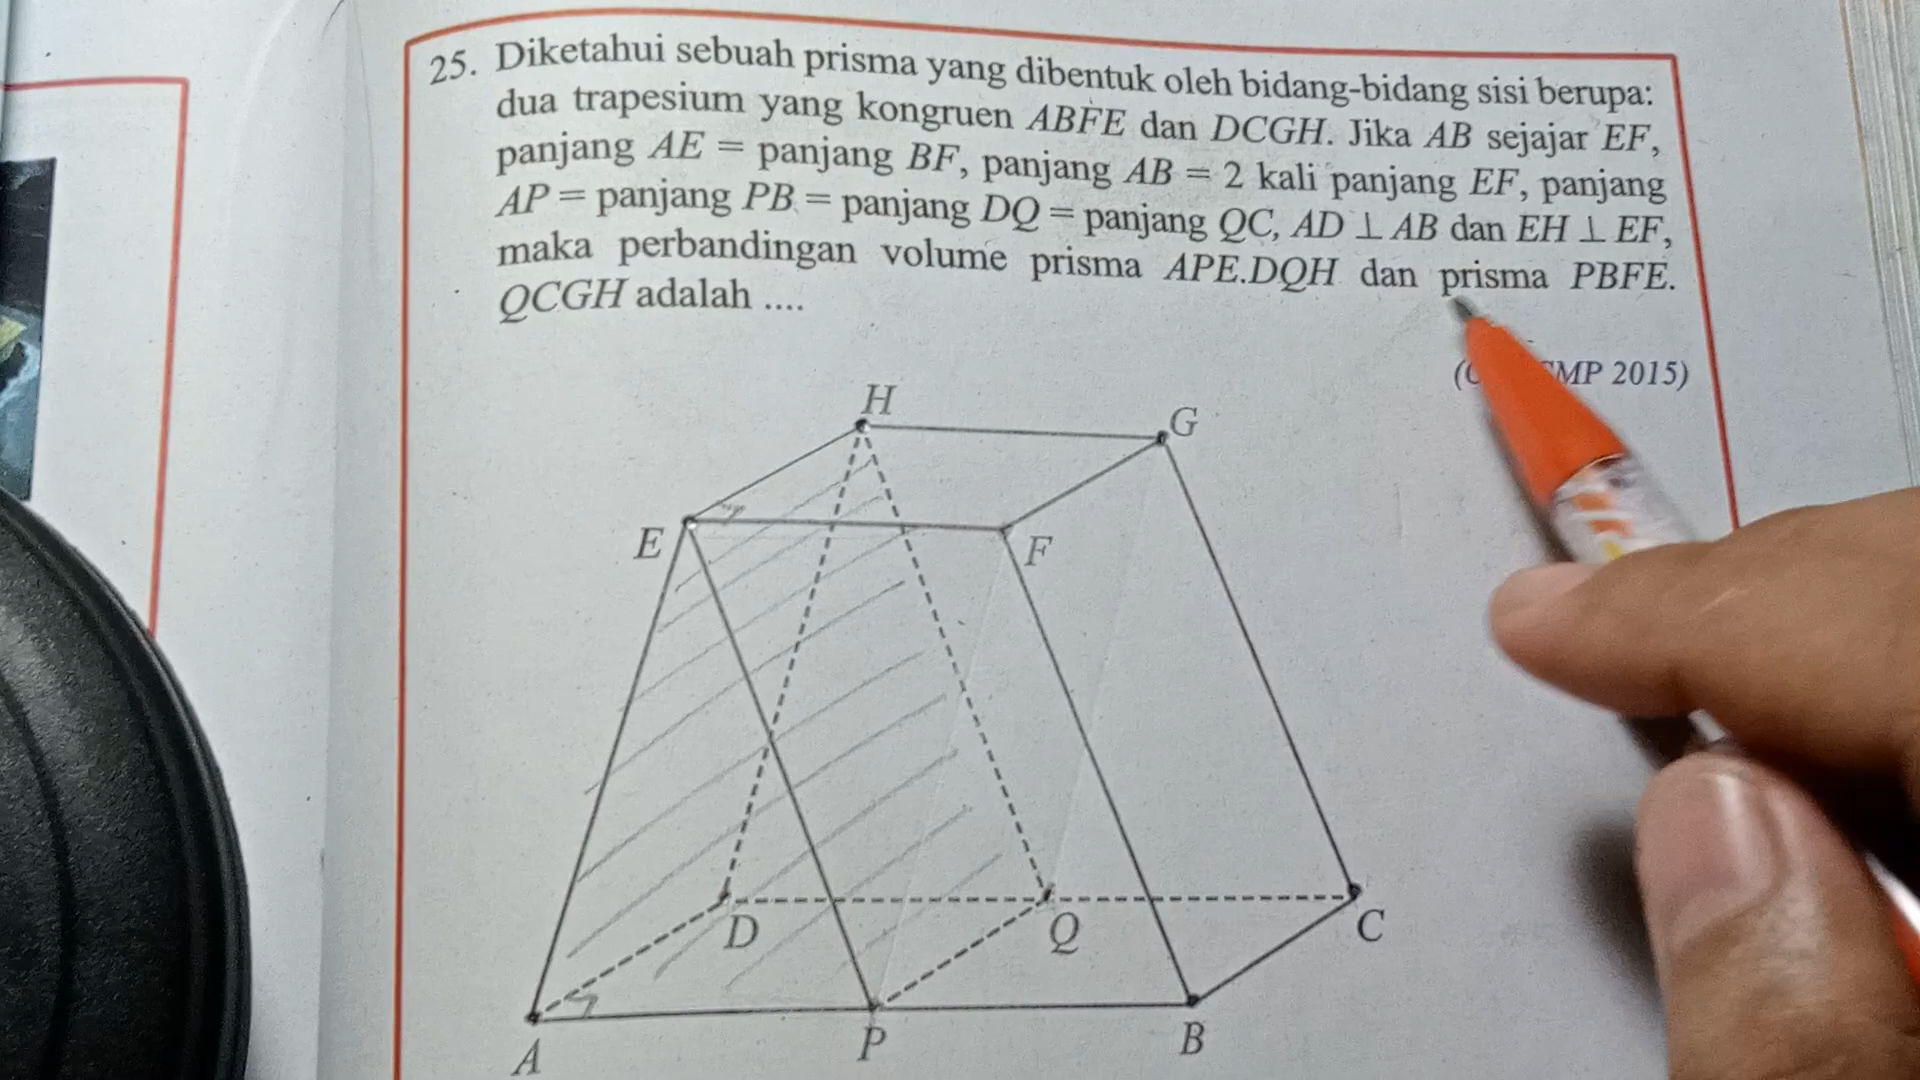 25. Diketahui sebuah prisma yang dibentuk oleh bidang-bidang sisi berupa:
dua trapesium yang kongruen ABFE dan DCGH. Jika AB sejajar EF,
panjang AE = panjang BF, panjang AB = 2 kali panjang EF, panjang
AP = panjang PB = panjang DQ = panjang QC, AD ⊥ AB dan EH ⊥ EF,
maka perbandingan volume prisma APE.DQH dan prisma PBFE.
QCGH adalah ....
MP 2015)
H
G
E
F
D
Q
C
A
P
B